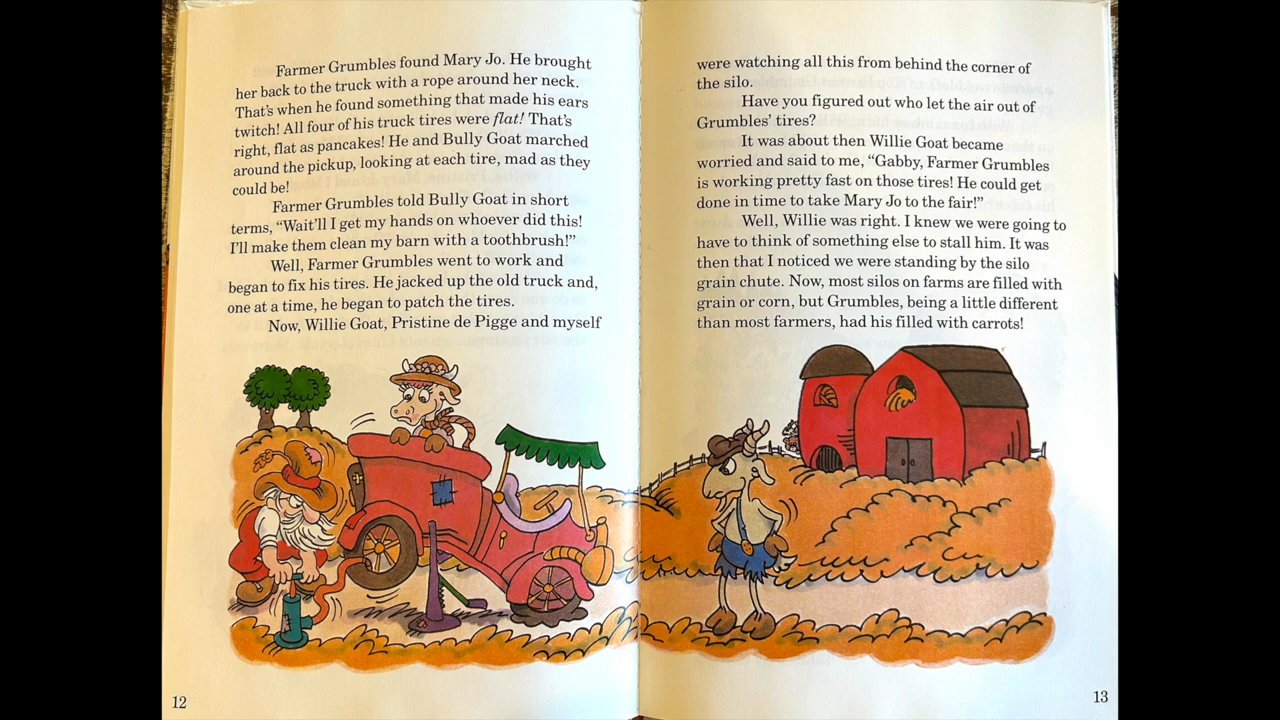 Farmer Grumbles found Mary Jo. He brought
her back to the truck with a rope around her neck.
That's when he found something that made his ears
twitch! All four of his truck tires were flat! That's
right, flat as pancakes! He and Bully Goat marched
around the pickup, looking at each tire, mad as they
could be!
Farmer Grumbles told Bully Goat in short
terms, "Wait'll I get my hands on whoever did this!
I'll make them clean my barn with a toothbrush!"
Well, Farmer Grumbles went to work and
began to fix his tires. He jacked up the old truck and,
one at a time, he began to patch the tires.
Now, Willie Goat, Pristine de Pigge and myself
12
were watching all this from behind the corner of
the silo.
Have you figured out who let the air out of
Grumbles' tires?
It was about then Willie Goat became
worried and said to me, "Gabby, Farmer Grumbles
is working pretty fast on those tires! He could get
done in time to take Mary Jo to the fair!"
Well, Willie was right. I knew we were going to
have to think of something else to stall him. It was
then that I noticed we were standing by the silo
grain chute. Now, most silos on farms are filled with
grain or corn, but Grumbles, being a little different
than most farmers, had his filled with carrots!
13